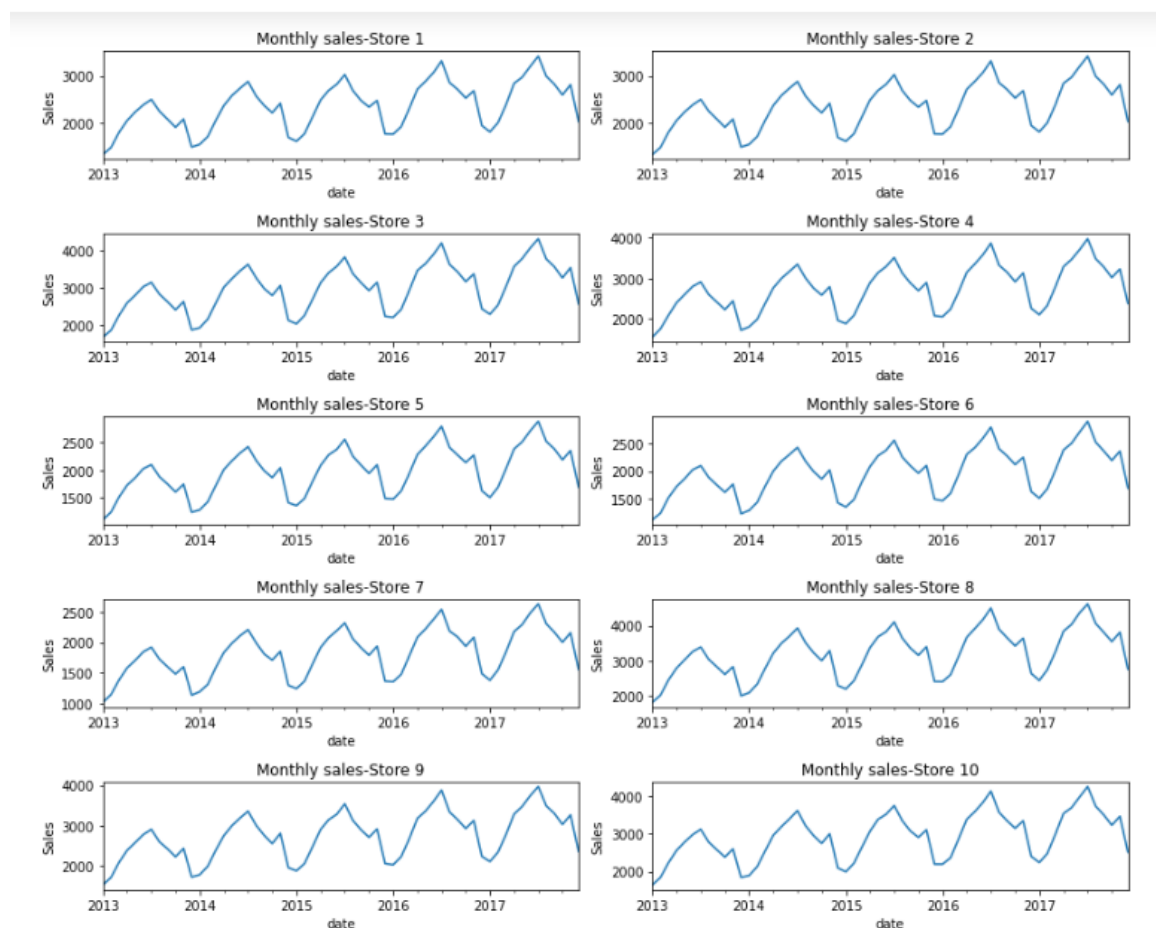 Monthly sales-Store 1
Sales
3000
2000
2013 2014 2015 2016 2017
date
Monthly sales-Store 2
Sales
3000
2000
2013 2014 2015 2016 2017
date
Monthly sales-Store 3
Sales
4000
3000
2000
2013 2014 2015 2016 2017
date
Monthly sales-Store 4
Sales
4000
3000
2000
2013 2014 2015 2016 2017
date
Monthly sales-Store 5
Sales
2500
2000
1500
2013 2014 2015 2016 2017
date
Monthly sales-Store 6
Sales
2500
2000
1500
2013 2014 2015 2016 2017
date
Monthly sales-Store 7
Sales
2500
2000
1500
1000
2013 2014 2015 2016 2017
date
Monthly sales-Store 8
Sales
4000
3000
2000
2013 2014 2015 2016 2017
date
Monthly sales-Store 9
Sales
4000
3000
2000
2013 2014 2015 2016 2017
date
Monthly sales-Store 10
Sales
4000
3000
2000
2013 2014 2015 2016 2017
date